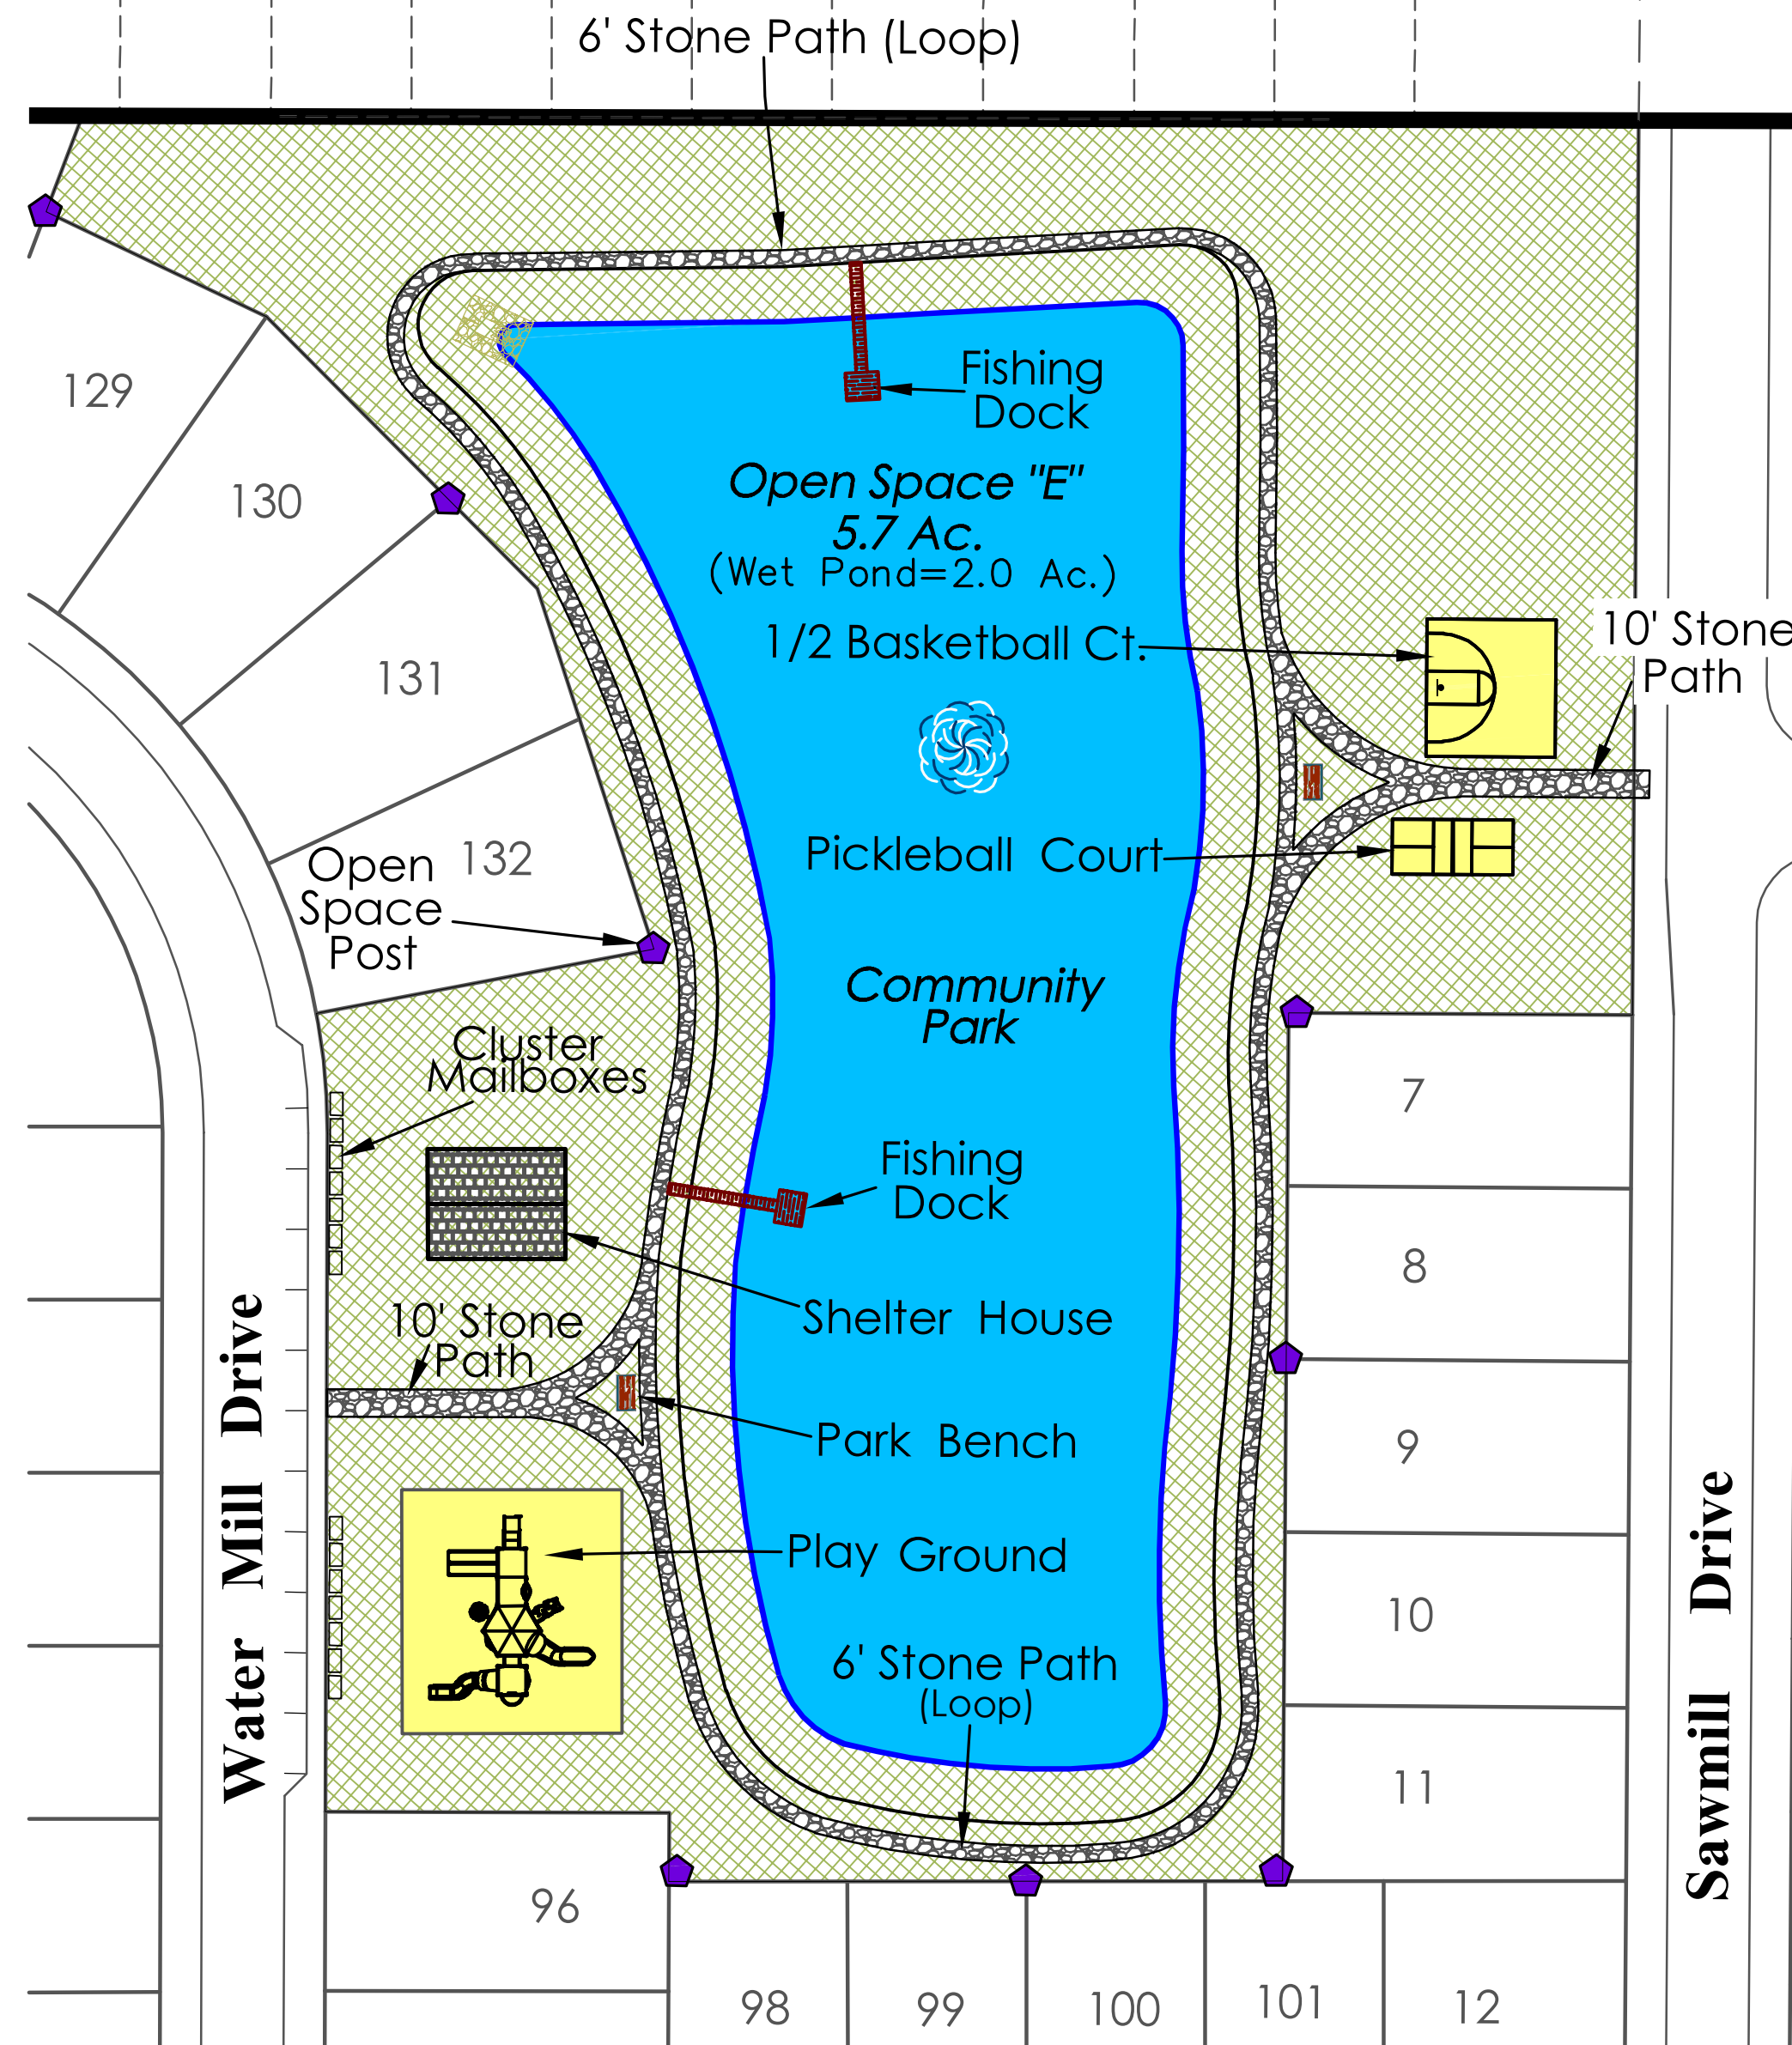 6' Stone Path (Loop)
129
130
131
132
Fishing
Dock
Open Space "E"
5.7 Ac.
(Wet Pond=2.0 Ac.)
1/2 Basketball Ct.
10' Stone
Path
Pickleball Court
Open
Space
Post
Community
Park
Cluster
Mailboxes
7
Fishing
Dock
8
Shelter House
10' Stone
Path
Park Bench
9
Play Ground
10
6' Stone Path
(Loop)
11
Water Mill Drive
Sawmill Drive
96
98
99
100
101
12